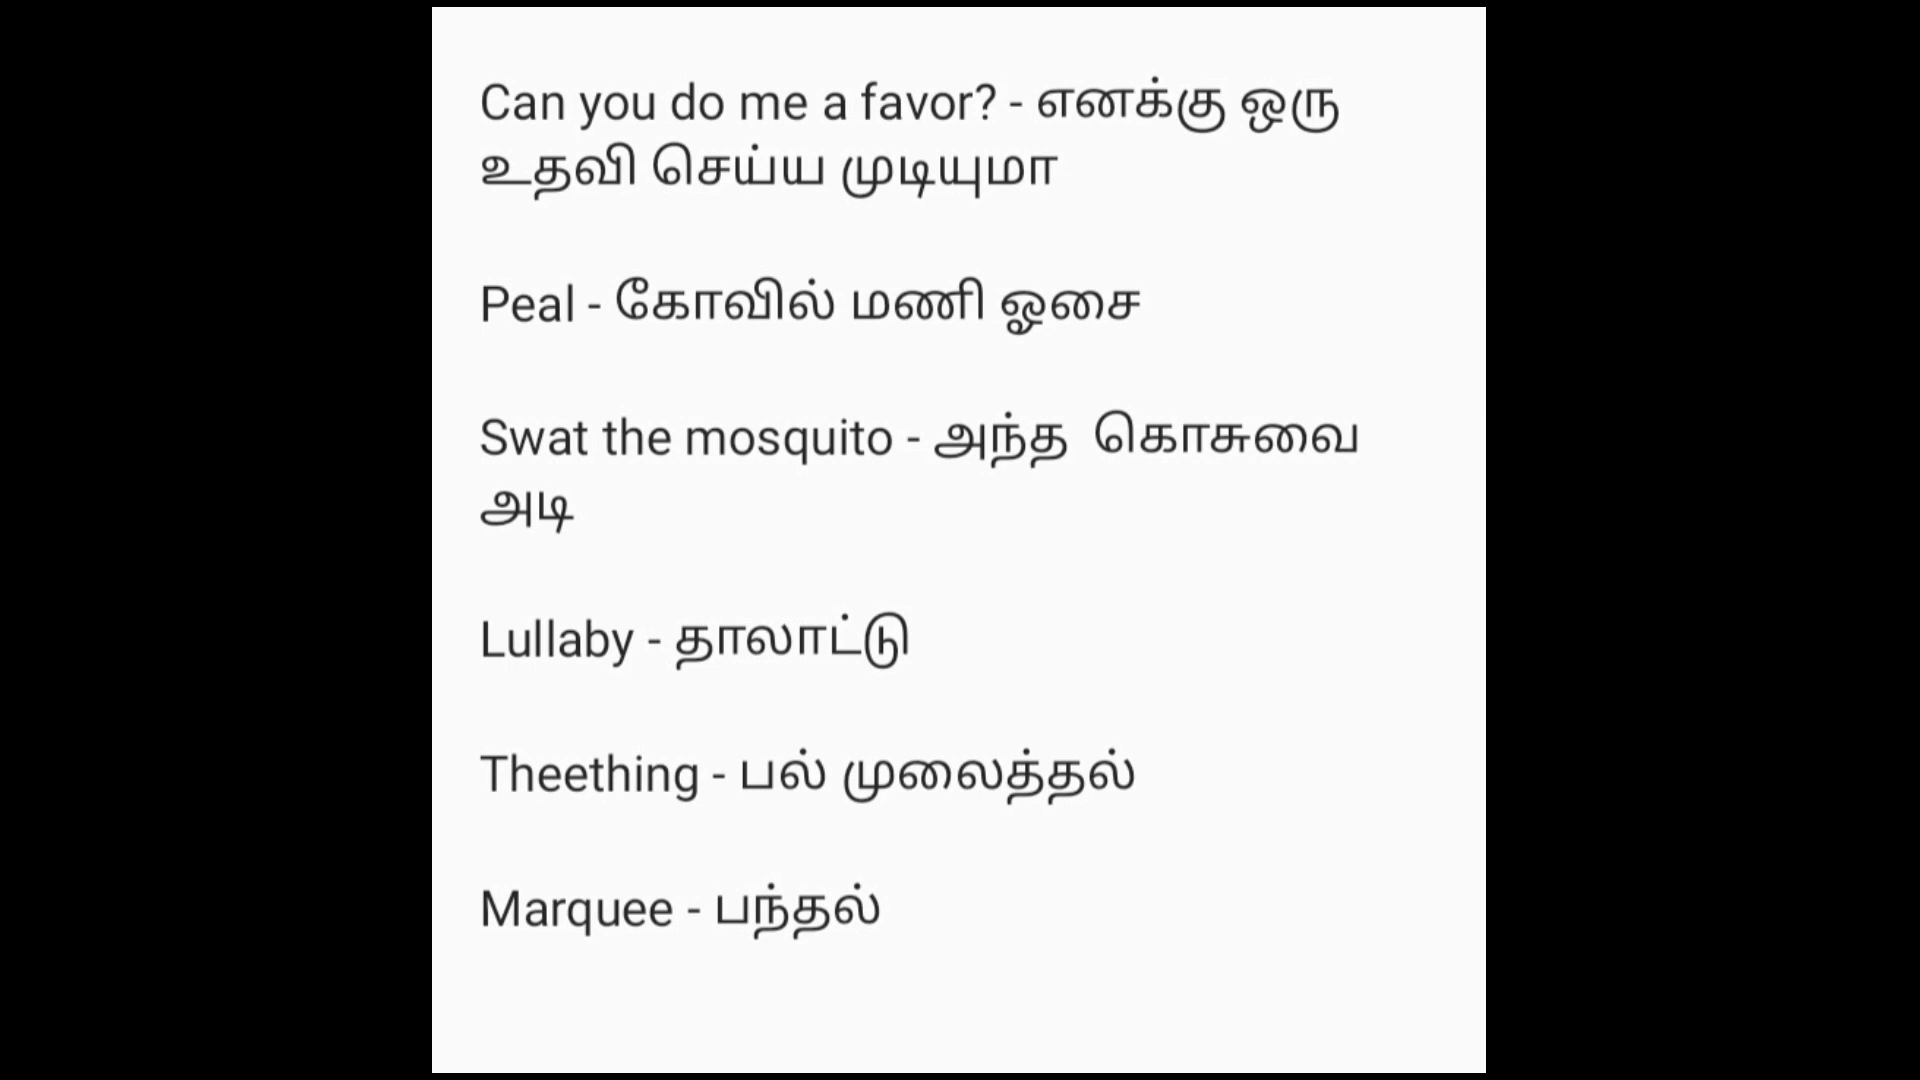 Can you do me a favor? - எனக்கு ஒரு
உதவி செய்ய முடியுமா
Peal - கோவில் மணி ஓசை
Swat the mosquito - அந்த  கொசுவை
அடி
Lullaby - தாலாட்டு
Theething - பல் முலைத்தல்
Marquee - பந்தல்